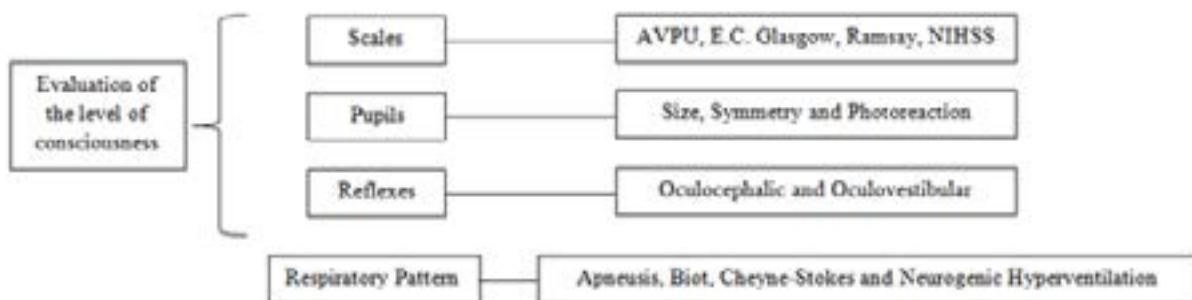 Scales
AVPU, E.C. Glasgow, Ramsay, NIHSS
Evaluation of
the level of
consciousness
Pupils
Size, Symmetry and Photoreaction
Reflexes
Oculocephalic and Oculovestibular
Respiratory Pattern
Apneusis, Biot, Cheyne-Stokes and Neurogenic Hyperventilation